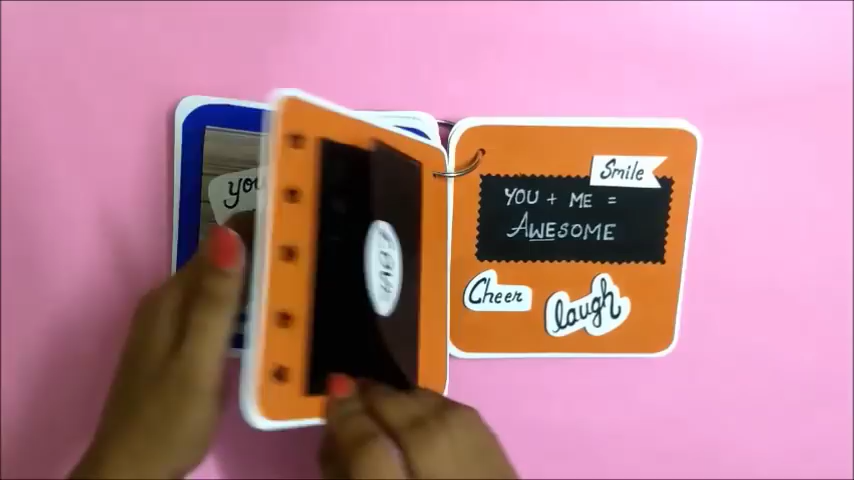 you
Smile
YOU + ME =
AWESOME
Cheer
laugh